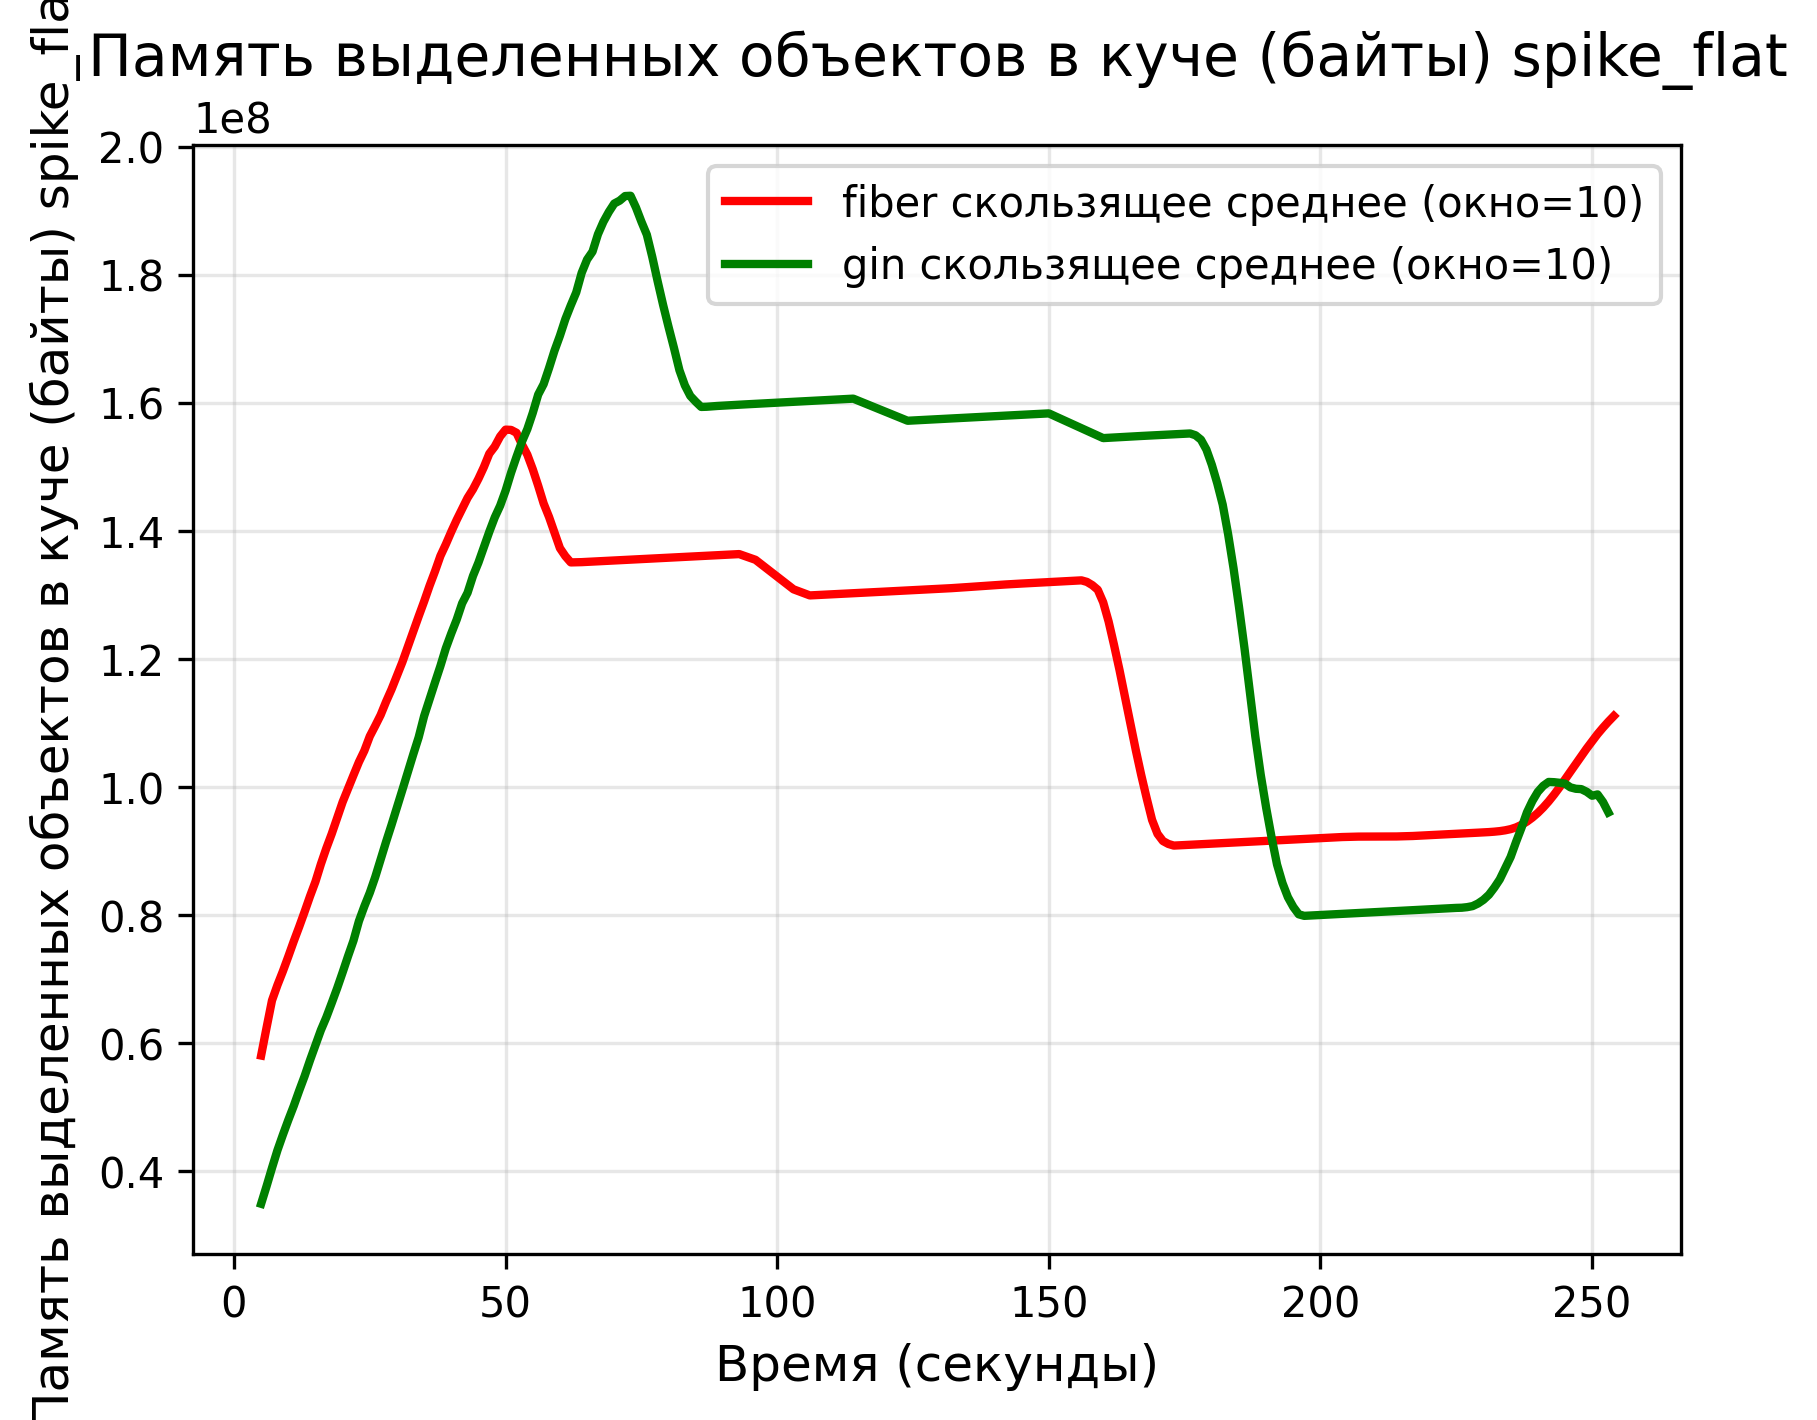 Память выделенных объектов в куче (байты) spike_flat
1e8
fiber скользящее среднее (окно=10)
gin скользящее среднее (окно=10)
2.0
1.8
1.6
1.4
1.2
1.0
0.8
0.6
0.4
Память выделенных объектов в куче (байты) spike_fla
0 50 100 150 200 250
Время (секунды)